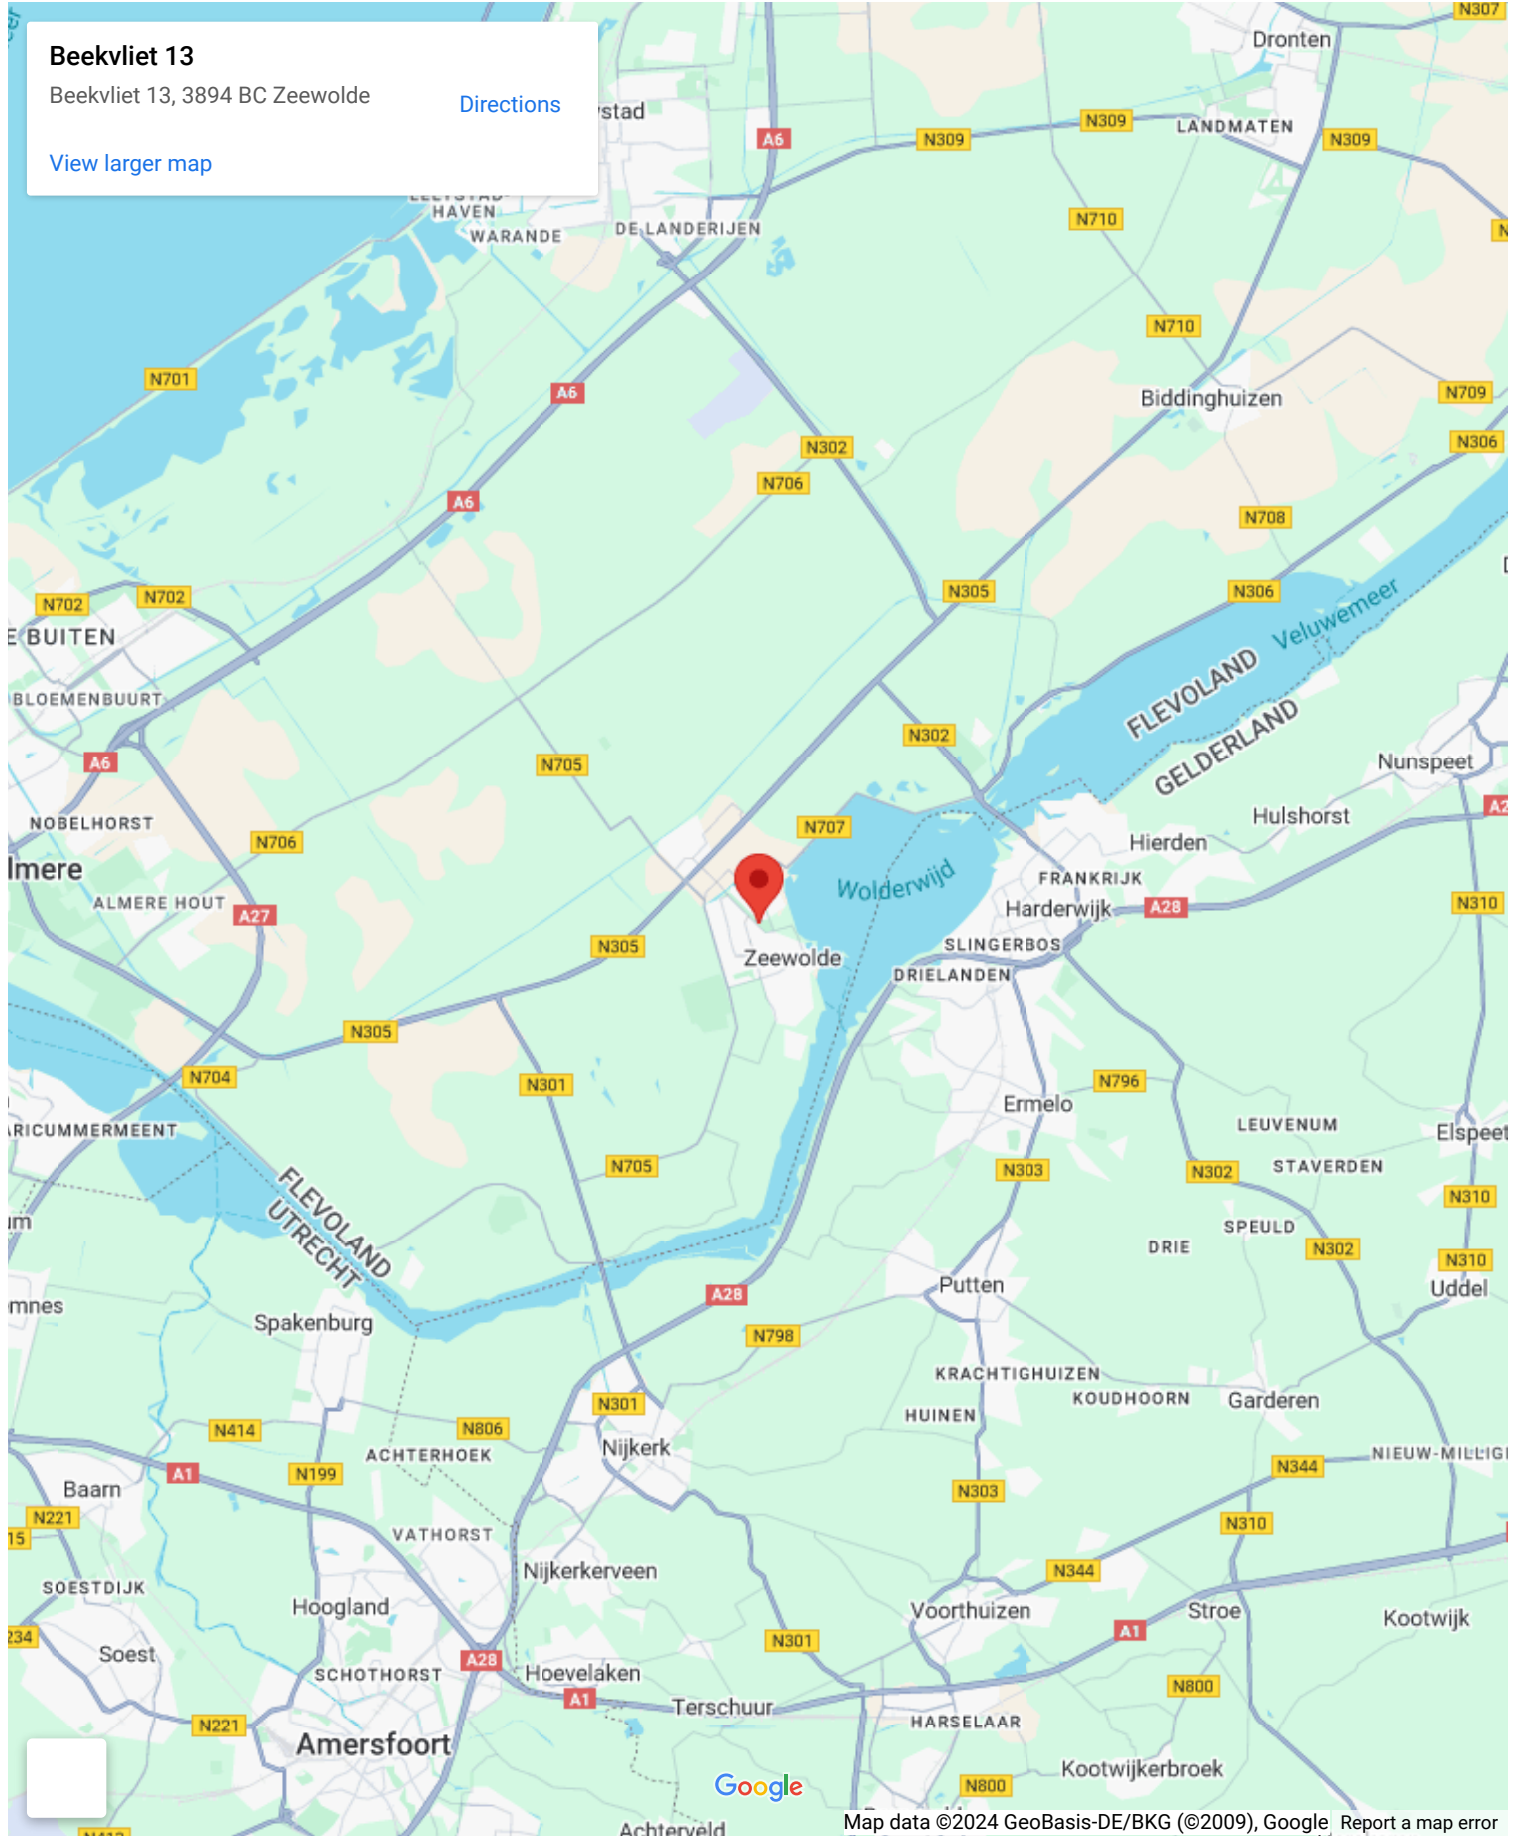 Beekvliet 13
Beekvliet 13, 3894 BC Zeewolde
Directions
View larger map
N307
Dronten
stad
A6
N309
N309
LANDMATEN
N309
HAVEN
WARANDE
DE LANDERIJEN
N710
N710
N701
A6
Biddinghuizen
N709
N302
N306
N706
A6
N708
N305
N306
N702
N702
Veluwemeer
BUITEN
FLEVOLAND
GELDERLAND
BLOEMENBUURT
N302
A6
N705
Nunspeet
NOBELHORST
N707
Hulshorst
N706
Hierden
lmere
Wolderwijd
FRANKRIJK
ALMERE HOUT
A27
Harderwijk
A28
N310
N305
SLINGERBOS
Zeewolde
DRIELANDEN
N305
N704
N301
N796
Ermelo
LEUVENUM
ARICUMMERMEENT
Elspeet
N705
N303
N302
STAVERDEN
N310
FLEVOLAND
UTRECHT
um
SPEULD
DRIE
N302
N310
Putten
Uddel
A28
mnes
Spakenburg
N798
KRACHTIGHUIZEN
KOUDHOORN
Garderen
N301
HUINEN
N414
N806
ACHTERHOEK
Nijkerk
NIEUW-MILLIG
A1
N199
N344
Baarn
N303
N221
N310
15
VATHORST
Nijkerkerveen
N344
SOESTDIJK
Hoogland
Voorthuizen
Stroe
Kootwijk
234
N301
A1
Soest
A28
SCHOTHORST
Hoevelaken
N800
A1
Terschuur
N221
HARSELAAR
Amersfoort
Kootwijkerbroek
Google
N800
Map data ©2024 GeoBasis-DE/BKG (©2009), Google
Report a map error
Achterveld